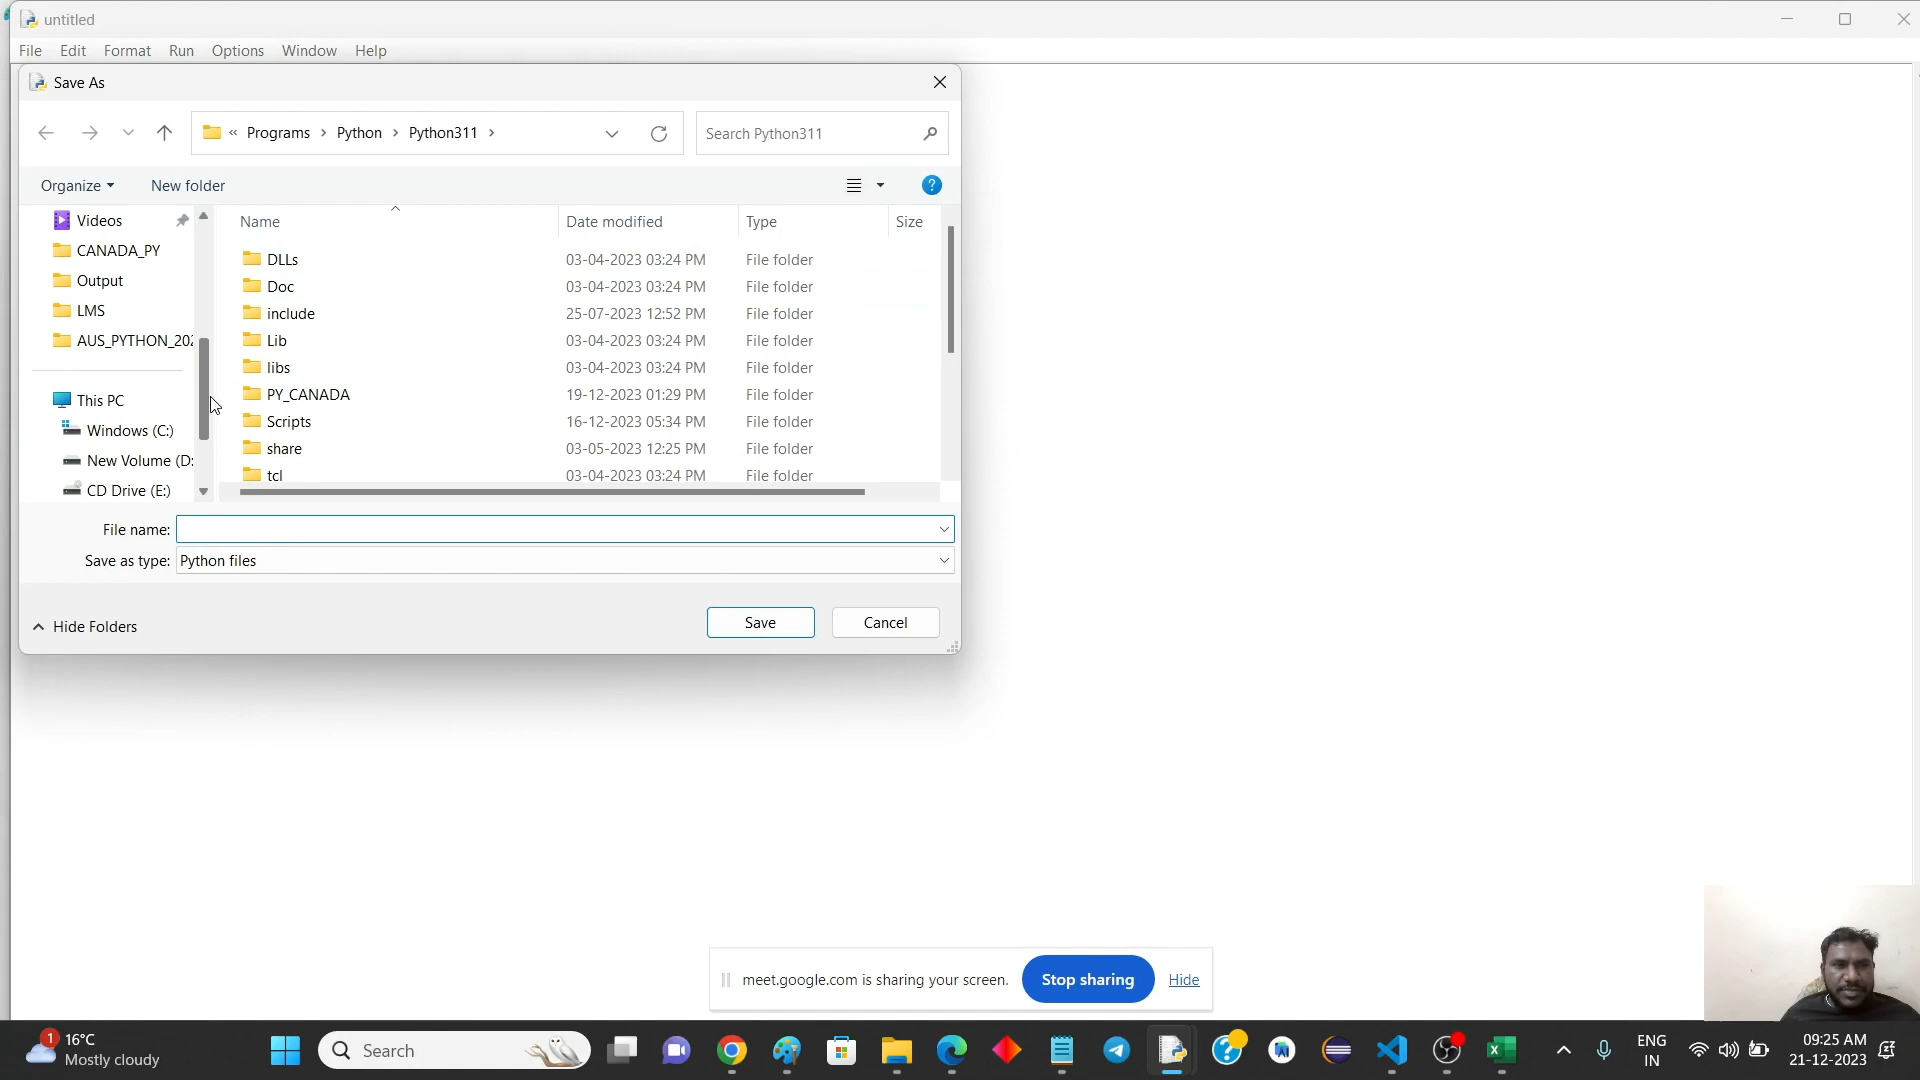 untitled
File Edit Format Run Options Window Help
Save As
« Programs > Python > Python311 >
Search Python311
Organize
New folder
Videos
CANADA_PY
Output
LMS
AUS_PYTHON_202
This PC
Windows (C:)
New Volume (D:
CD Drive (E:)
Name Date modified Type Size
DLLs 03-04-2023 03:24 PM File folder
Doc 03-04-2023 03:24 PM File folder
include 25-07-2023 12:52 PM File folder
Lib 03-04-2023 03:24 PM File folder
libs 03-04-2023 03:24 PM File folder
PY_CANADA 19-12-2023 01:29 PM File folder
Scripts 16-12-2023 05:34 PM File folder
share 03-05-2023 12:25 PM File folder
tcl 03-04-2023 03:24 PM File folder
File name:
Save as type: Python files
Hide Folders
Save
Cancel
meet.google.com is sharing your screen. Stop sharing Hide
1
16°C
Mostly cloudy
Search
ENG
IN
09:25 AM
21-12-2023